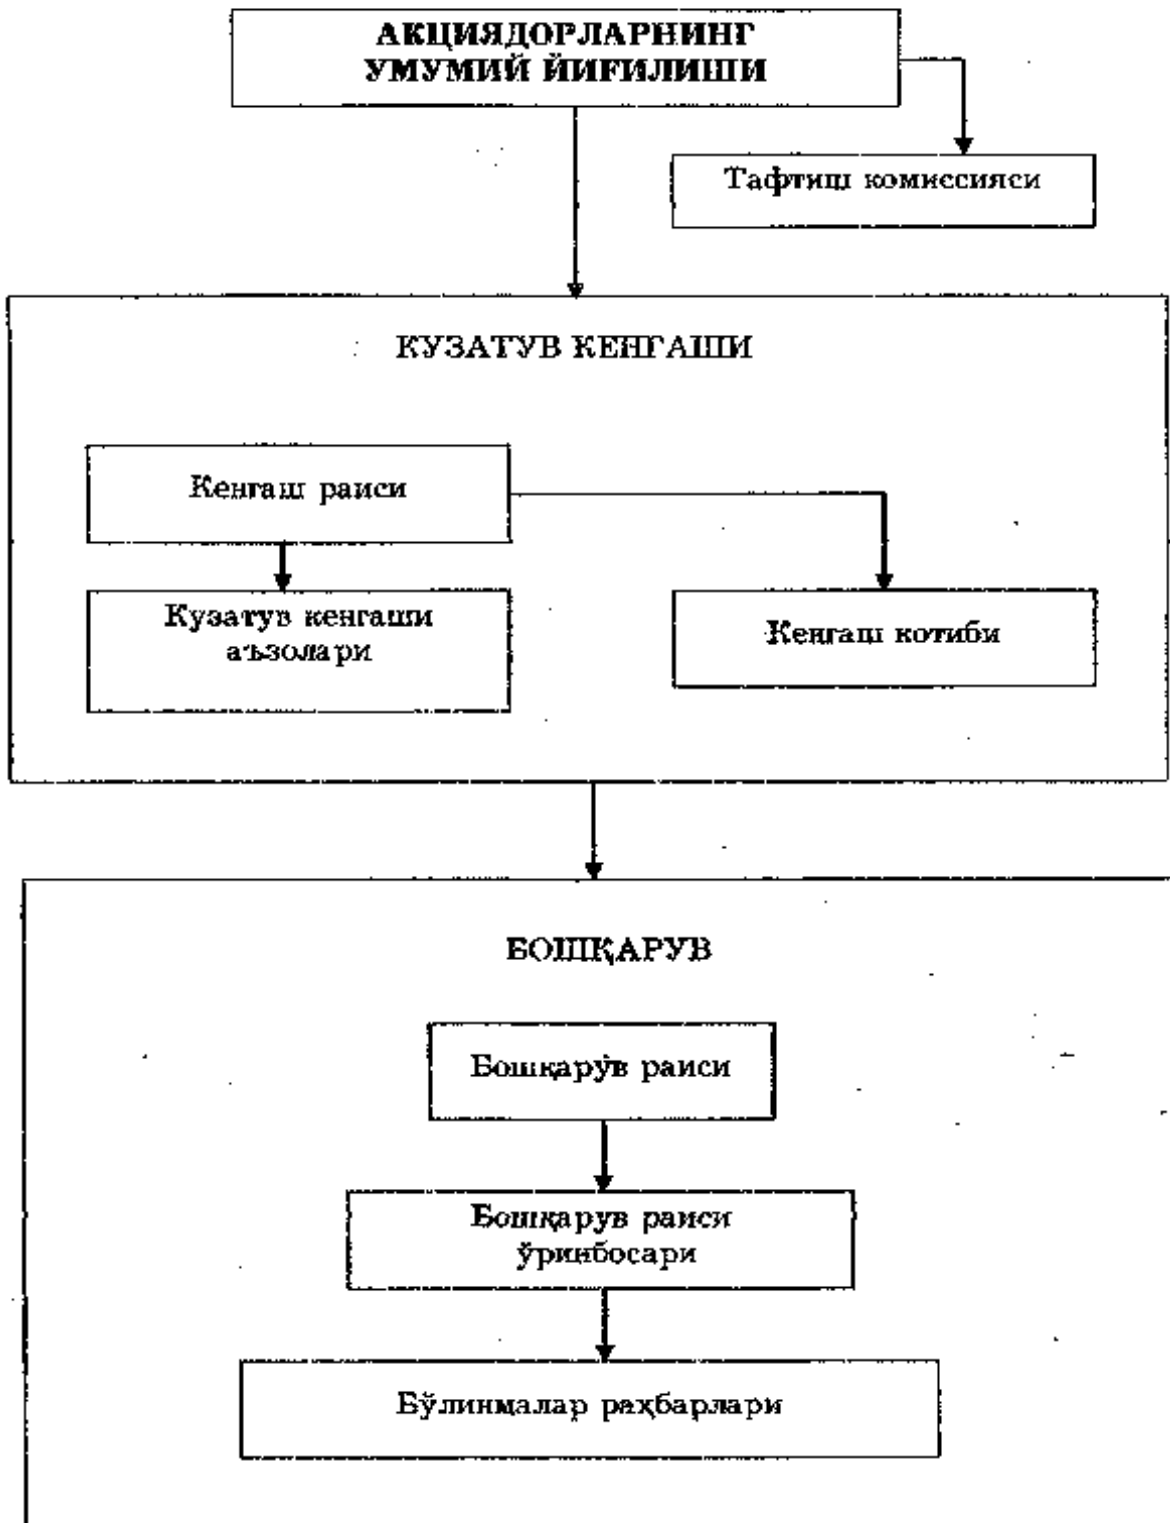 АКЦИЯДОРЛАРНИНГ
УМУМИЙ ЙИҒИЛИШИ
Тафтиш комиссияси
КУЗАТУВ КЕНГАШИ
Кенгаш раиси
Кузатув кенгаши
аъзолари
Кенгаш котиби
БОШҚАРУВ
Бошқарув раиси
Бошқарув раиси
ўринбосари
Бўлинмалар раҳбарлари